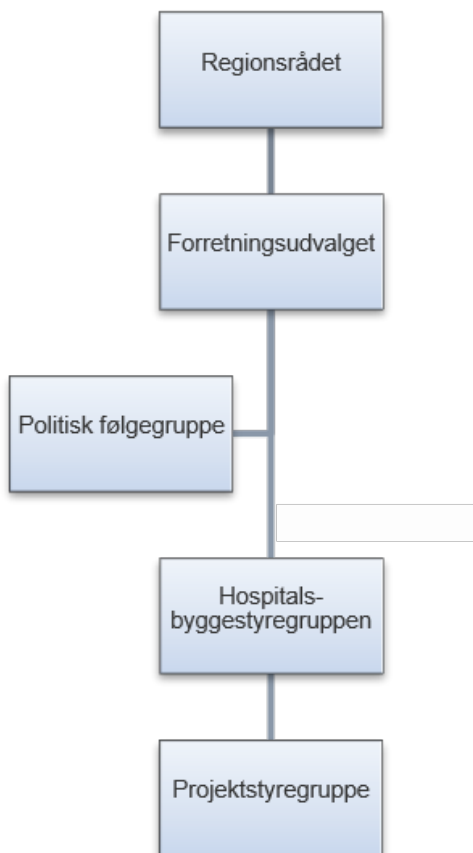 Regionsrådet
Forretningsudvalget
Politisk følgegruppe
Hospitals-
byggestyregruppen
Projektstyregruppe